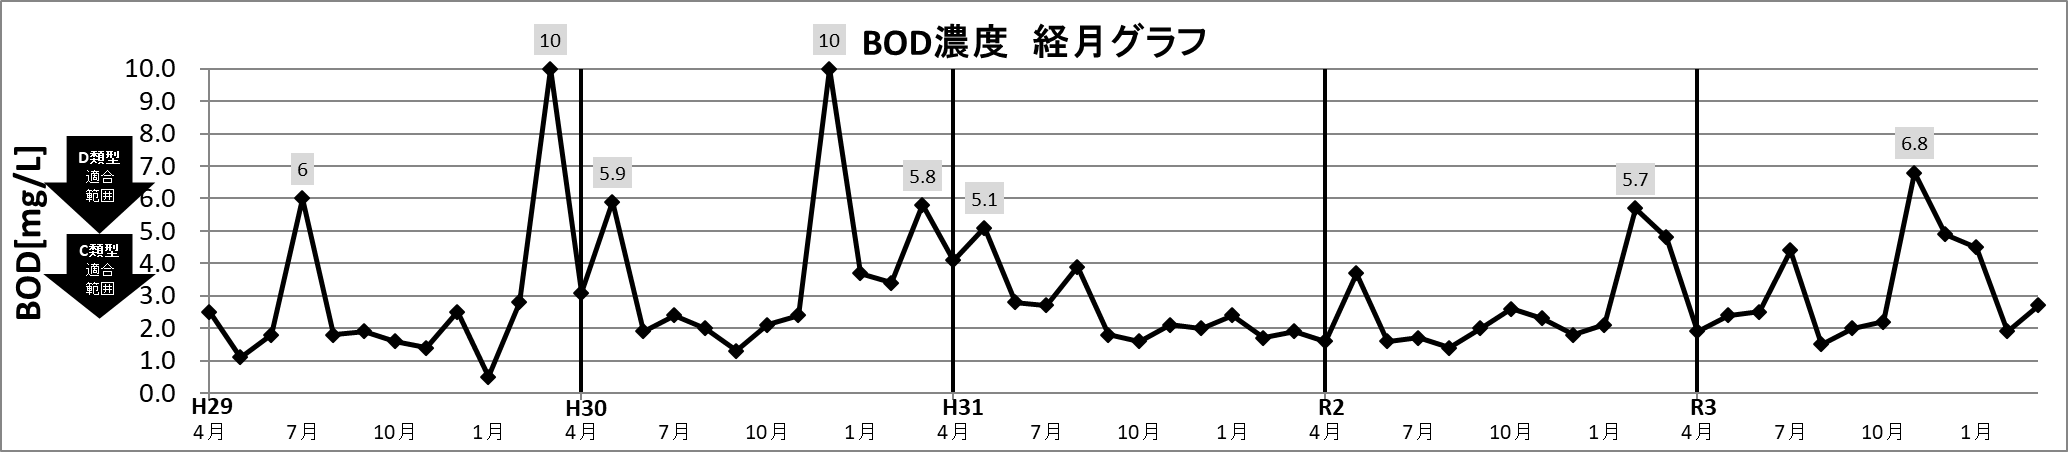 BOD濃度　経月グラフ
10
10
6
5.9
5.8
5.1
5.7
6.8
BOD[mg/L]
10.0
9.0
8.0
7.0
6.0
5.0
4.0
3.0
2.0
1.0
0.0
D類型
適合
範囲
C類型
適合
範囲
H29 H30 H31 R2 R3
4月 7月 10月 1月 4月 7月 10月 1月 4月 7月 10月 1月 4月 7月 10月 1月 4月 7月 10月 1月